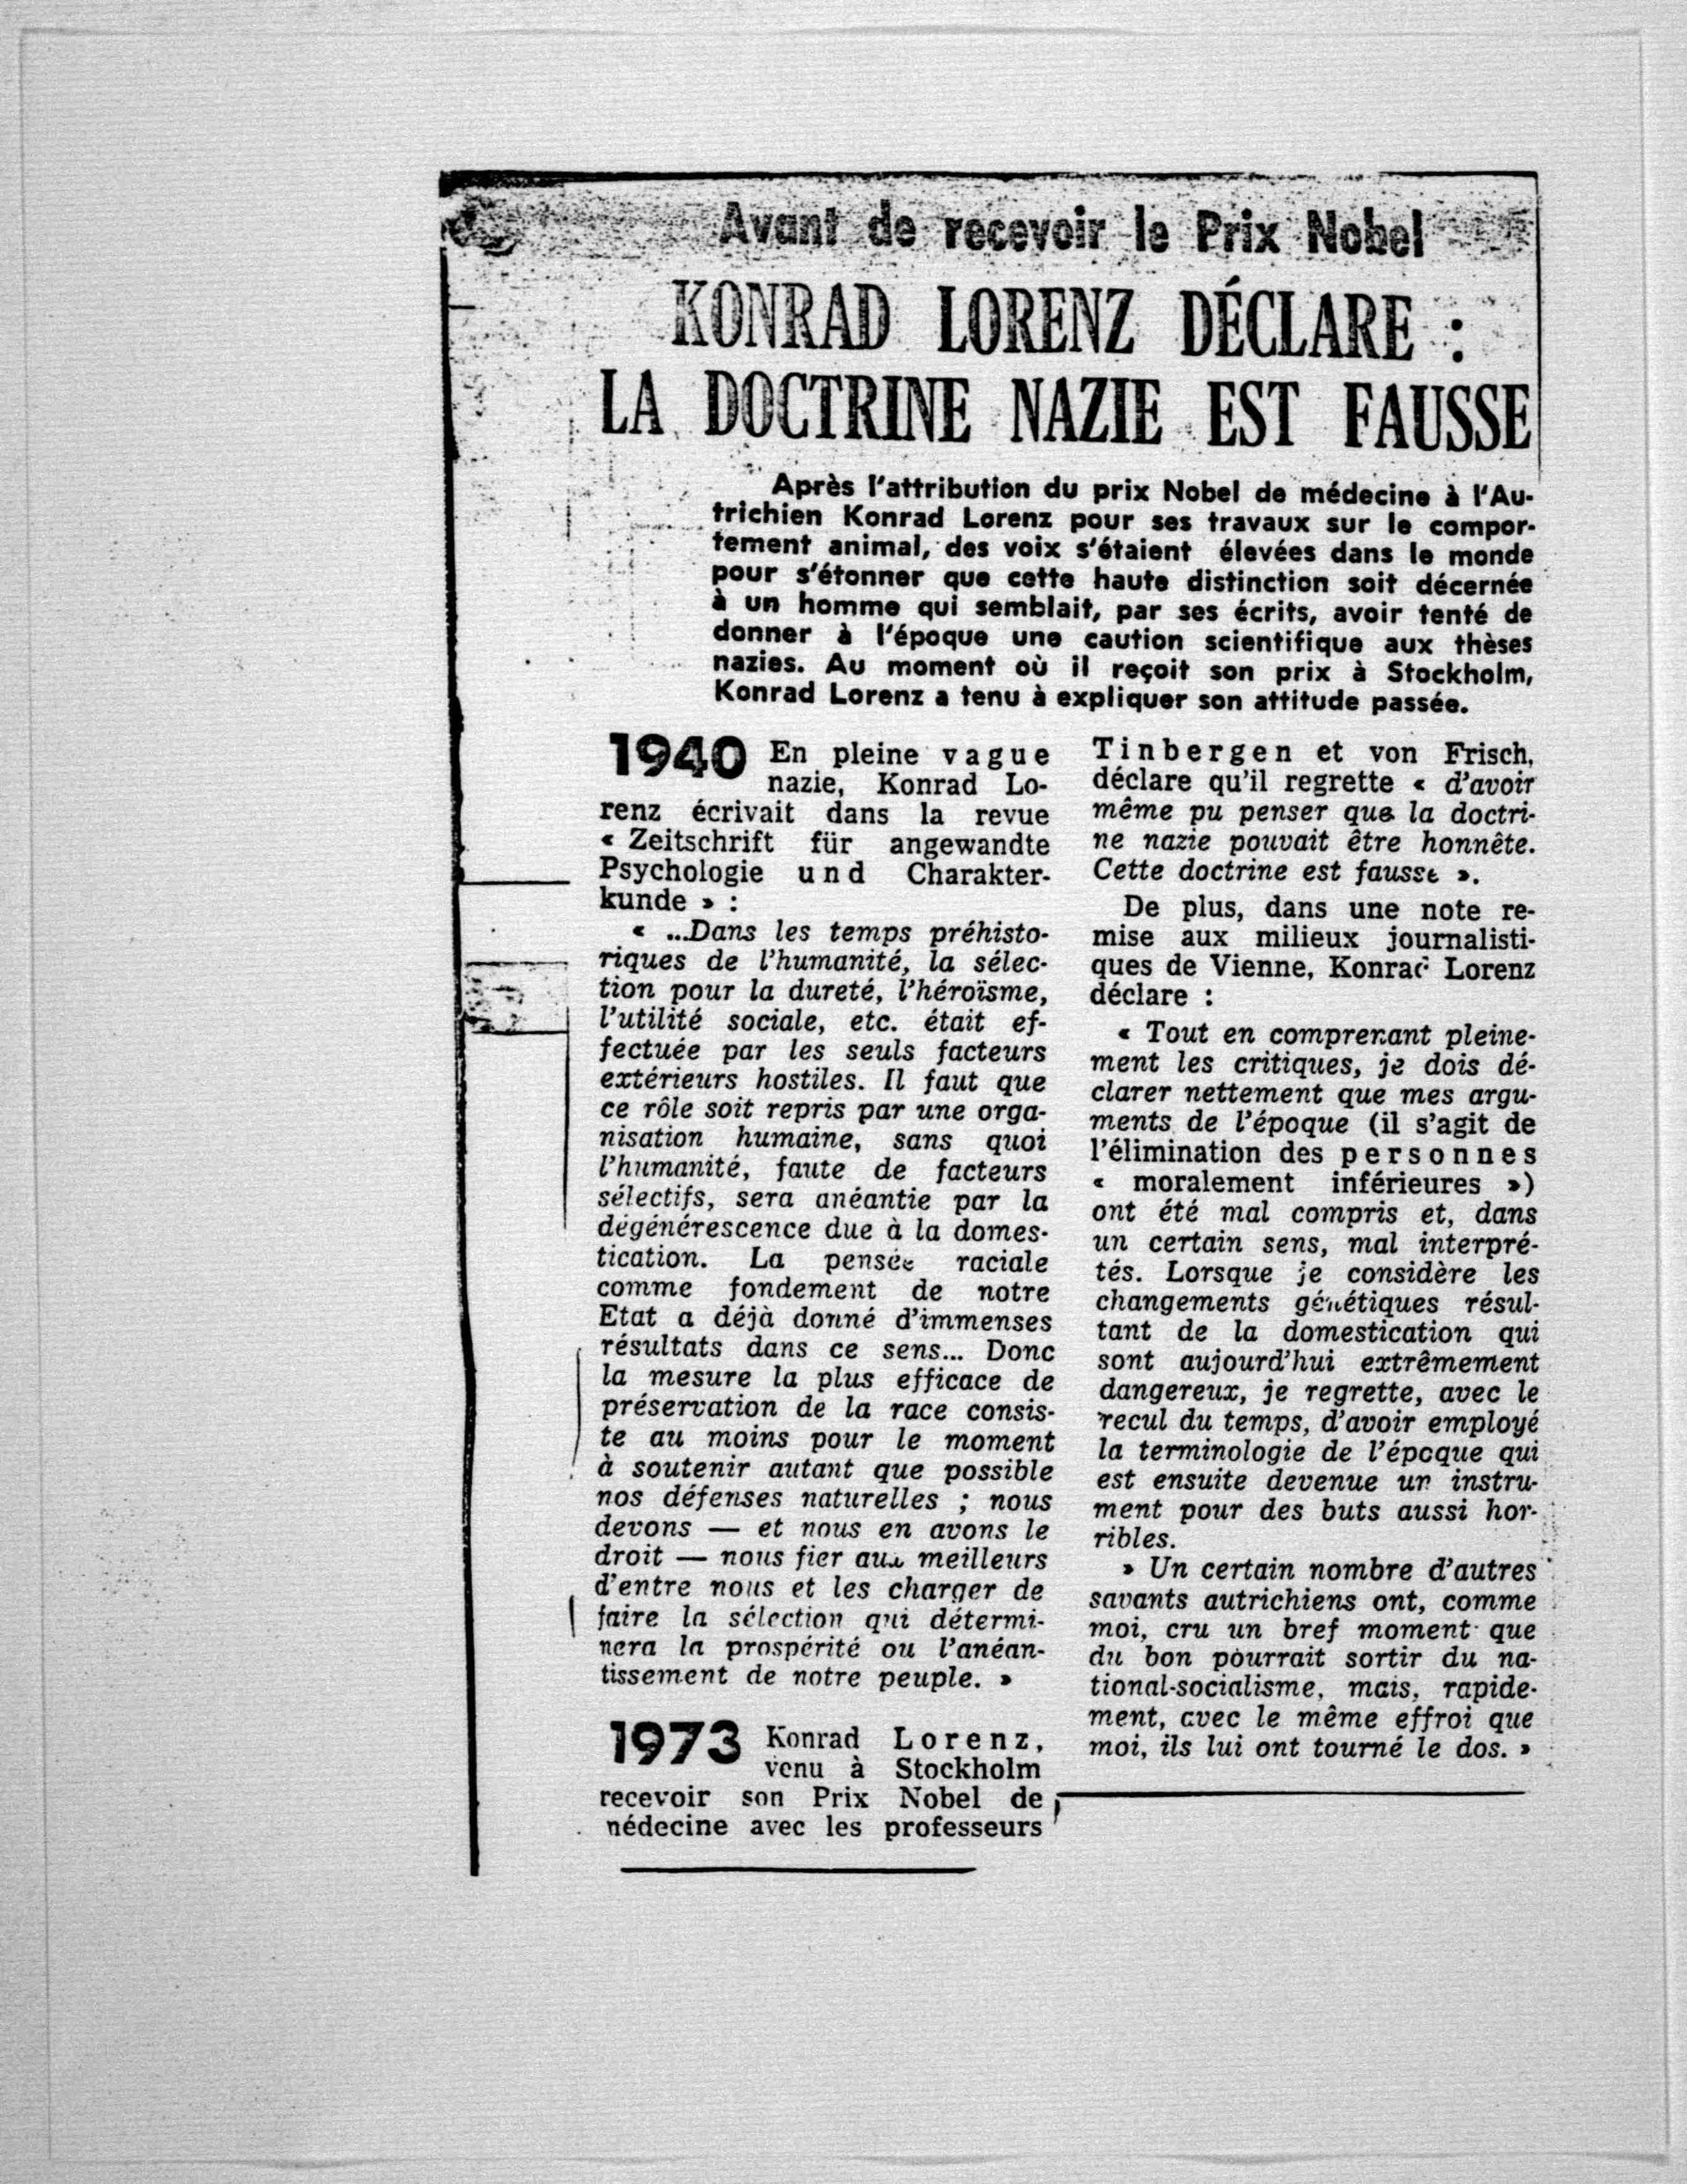 Avant de recevoir le Prix Nobel
KONRAD LORENZ DÉCLARE :
LA DOCTRINE NAZIE EST FAUSSE
Après l'attribution du prix Nobel de médecine à l'Au-
trichien Konrad Lorenz pour ses travaux sur le compor-
tement animal, des voix s'étaient élevées dans le monde
pour s'étonner que cette haute distinction soit décernée
à un homme qui semblait, par ses écrits, avoir tenté de
donner à l'époque une caution scientifique aux thèses
nazies. Au moment où il reçoit son prix à Stockholm,
Konrad Lorenz a tenu à expliquer son attitude passée.
1940 En pleine vague
nazie, Konrad Lo-
renz écrivait dans la revue
« Zeitschrift für angewandte
Psychologie und Charakter-
kunde » :
« ...Dans les temps préhisto-
riques de l'humanité, la sélec-
tion pour la dureté, l'héroïsme,
l'utilité sociale, etc. était ef-
fectuée par les seuls facteurs
extérieurs hostiles. Il faut que
ce rôle soit repris par une orga-
nisation humaine, sans quoi
l'humanité, faute de facteurs
sélectifs, sera anéantie par la
dégénérescence due à la domes-
tication. La pensée raciale
comme fondement de notre
Etat a déjà donné d'immenses
résultats dans ce sens... Donc
la mesure la plus efficace de
préservation de la race consis-
te au moins pour le moment
à soutenir autant que possible
nos défenses naturelles ; nous
devons — et nous en avons le
droit — nous fier aux meilleurs
d'entre nous et les charger de
faire la sélection qui détermi-
nera la prospérité ou l'anéan-
tissement de notre peuple. »
1973 Konrad Lorenz,
venu à Stockholm
recevoir son Prix Nobel de
nédecine avec les professeurs
Tinbergen et von Frisch,
déclare qu'il regrette « d'avoir
même pu penser que la doctri-
ne nazie pouvait être honnête.
Cette doctrine est fausse ».
De plus, dans une note re-
mise aux milieux journalisti-
ques de Vienne, Konrad Lorenz
déclare :
« Tout en comprenant pleine-
ment les critiques, je dois dé-
clarer nettement que mes argu-
ments de l'époque (il s'agit de
l'élimination des personnes
« moralement inférieures »)
ont été mal compris et, dans
un certain sens, mal interpré-
tés. Lorsque je considère les
changements génétiques résul-
tant de la domestication qui
sont aujourd'hui extrêmement
dangereux, je regrette, avec le
recul du temps, d'avoir employé
la terminologie de l'époque qui
est ensuite devenue un instru-
ment pour des buts aussi hor-
ribles.
» Un certain nombre d'autres
savants autrichiens ont, comme
moi, cru un bref moment que
du bon pourrait sortir du na-
tional-socialisme, mais, rapide-
ment, avec le même effroi que
moi, ils lui ont tourné le dos. »